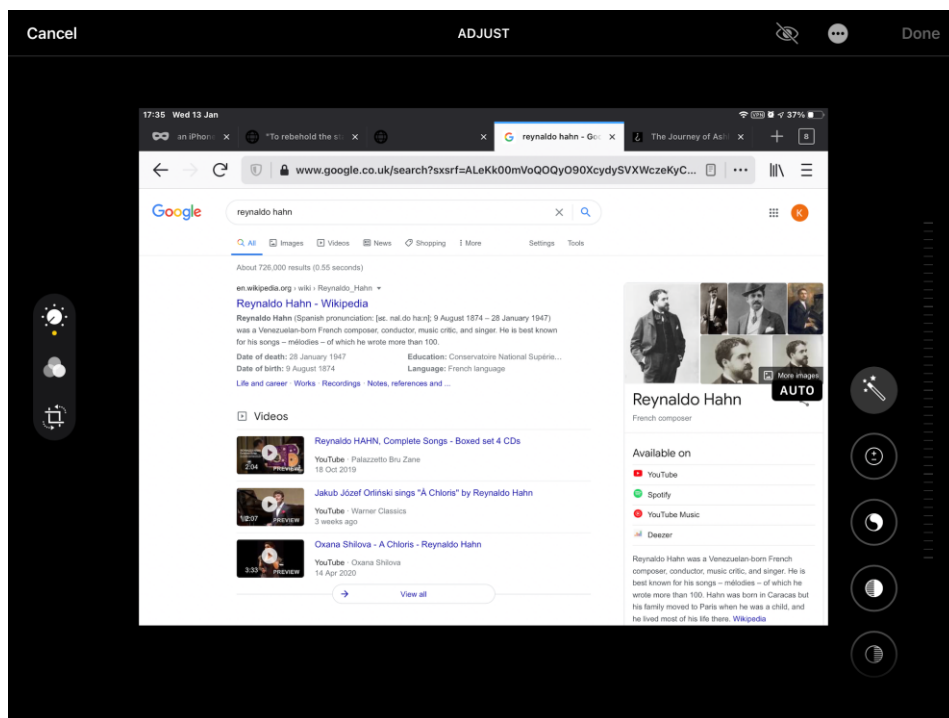 Cancel
ADJUST
Done
17:35 Wed 13 Jan
VPN
37%
an iPhon
"To rebehold the st
reynaldo hahn - Goo
The Journey of Ash
8
www.google.co.uk/search?sxsrf=ALeKk00mVoQOQyO90XcydySVXWczeKyC...
Google
reynaldo hahn
K
All Images Videos News Shopping More Settings Tools
About 726,000 results (0.55 seconds)
en.wikipedia.org › wiki › Reynaldo_Hahn
Reynaldo Hahn - Wikipedia
Reynaldo Hahn (Spanish pronunciation: [ɾei̯ˈnaldo ˈha:n]; 9 August 1874 – 28 January 1947)
was a Venezuelan-born French composer, conductor, music critic, and singer. He is best known
for his songs – mélodies – of which he wrote more than 100.
Date of death: 28 January 1947 Education: Conservatoire National Supérie...
Date of birth: 9 August 1874 Language: French language
Life and career · Works · Recordings · Notes, references and ...
Videos
Reynaldo HAHN, Complete Songs - Boxed set 4 CDs
YouTube · Palazzetto Bru Zane
18 Oct 2019
2:04 PREVIEW
Jakub Józef Orliński sings "À Chloris" by Reynaldo Hahn
YouTube · Warner Classics
3 weeks ago
12:07 PREVIEW
Oxana Shilova - A Chloris - Reynaldo Hahn
YouTube · Oxana Shilova
14 Apr 2020
3:33 PREVIEW
View all
More images
AUTO
Reynaldo Hahn
French composer
Available on
YouTube
Spotify
YouTube Music
Deezer
Reynaldo Hahn was a Venezuelan-born French
composer, conductor, music critic, and singer. He is
best known for his songs – mélodies – of which he
wrote more than 100. Hahn was born in Caracas but
his family moved to Paris when he was a child, and
he lived most of his life there. Wikipedia